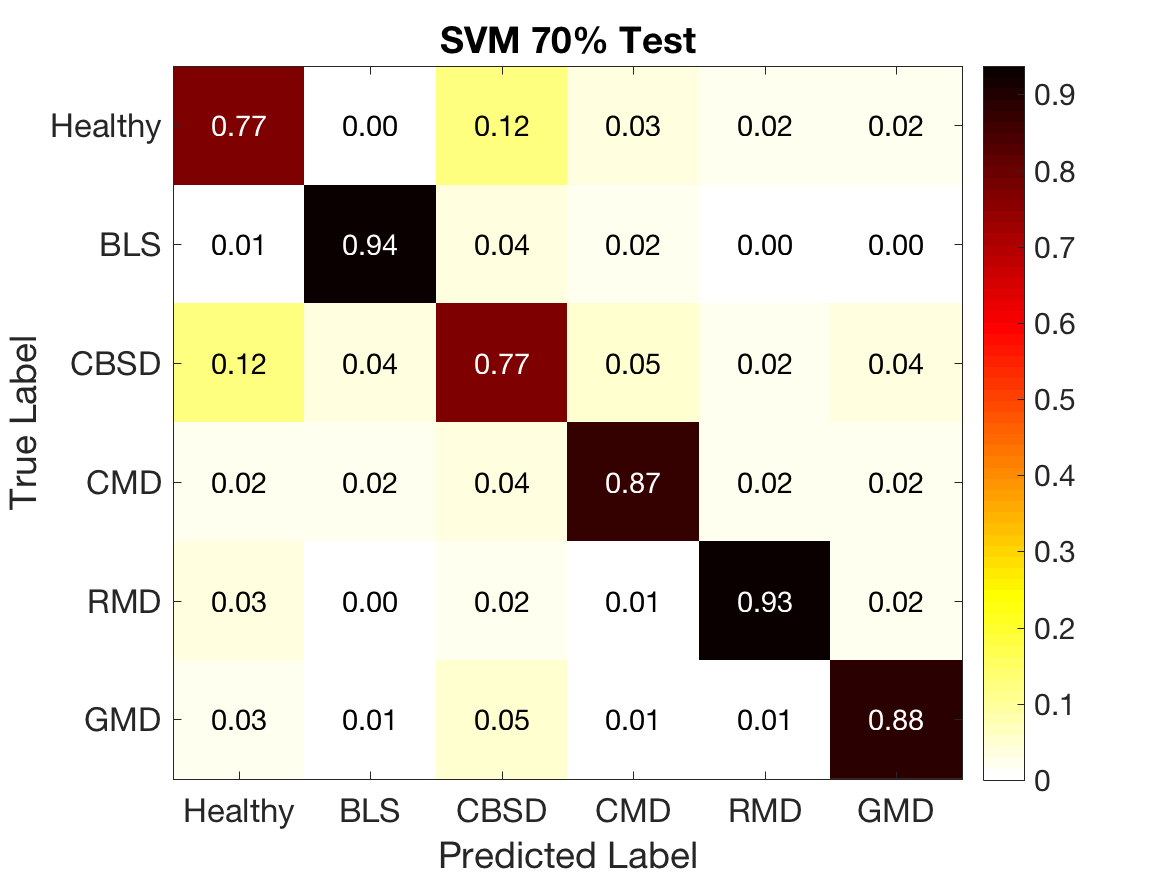 SVM 70% Test
Healthy 0.77 0.00 0.12 0.03 0.02 0.02
BLS 0.01 0.94 0.04 0.02 0.00 0.00
CBSD 0.12 0.04 0.77 0.05 0.02 0.04
CMD 0.02 0.02 0.04 0.87 0.02 0.02
RMD 0.03 0.00 0.02 0.01 0.93 0.02
GMD 0.03 0.01 0.05 0.01 0.01 0.88
Healthy BLS CBSD CMD RMD GMD
Predicted Label
True Label
0.9
0.8
0.7
0.6
0.5
0.4
0.3
0.2
0.1
0